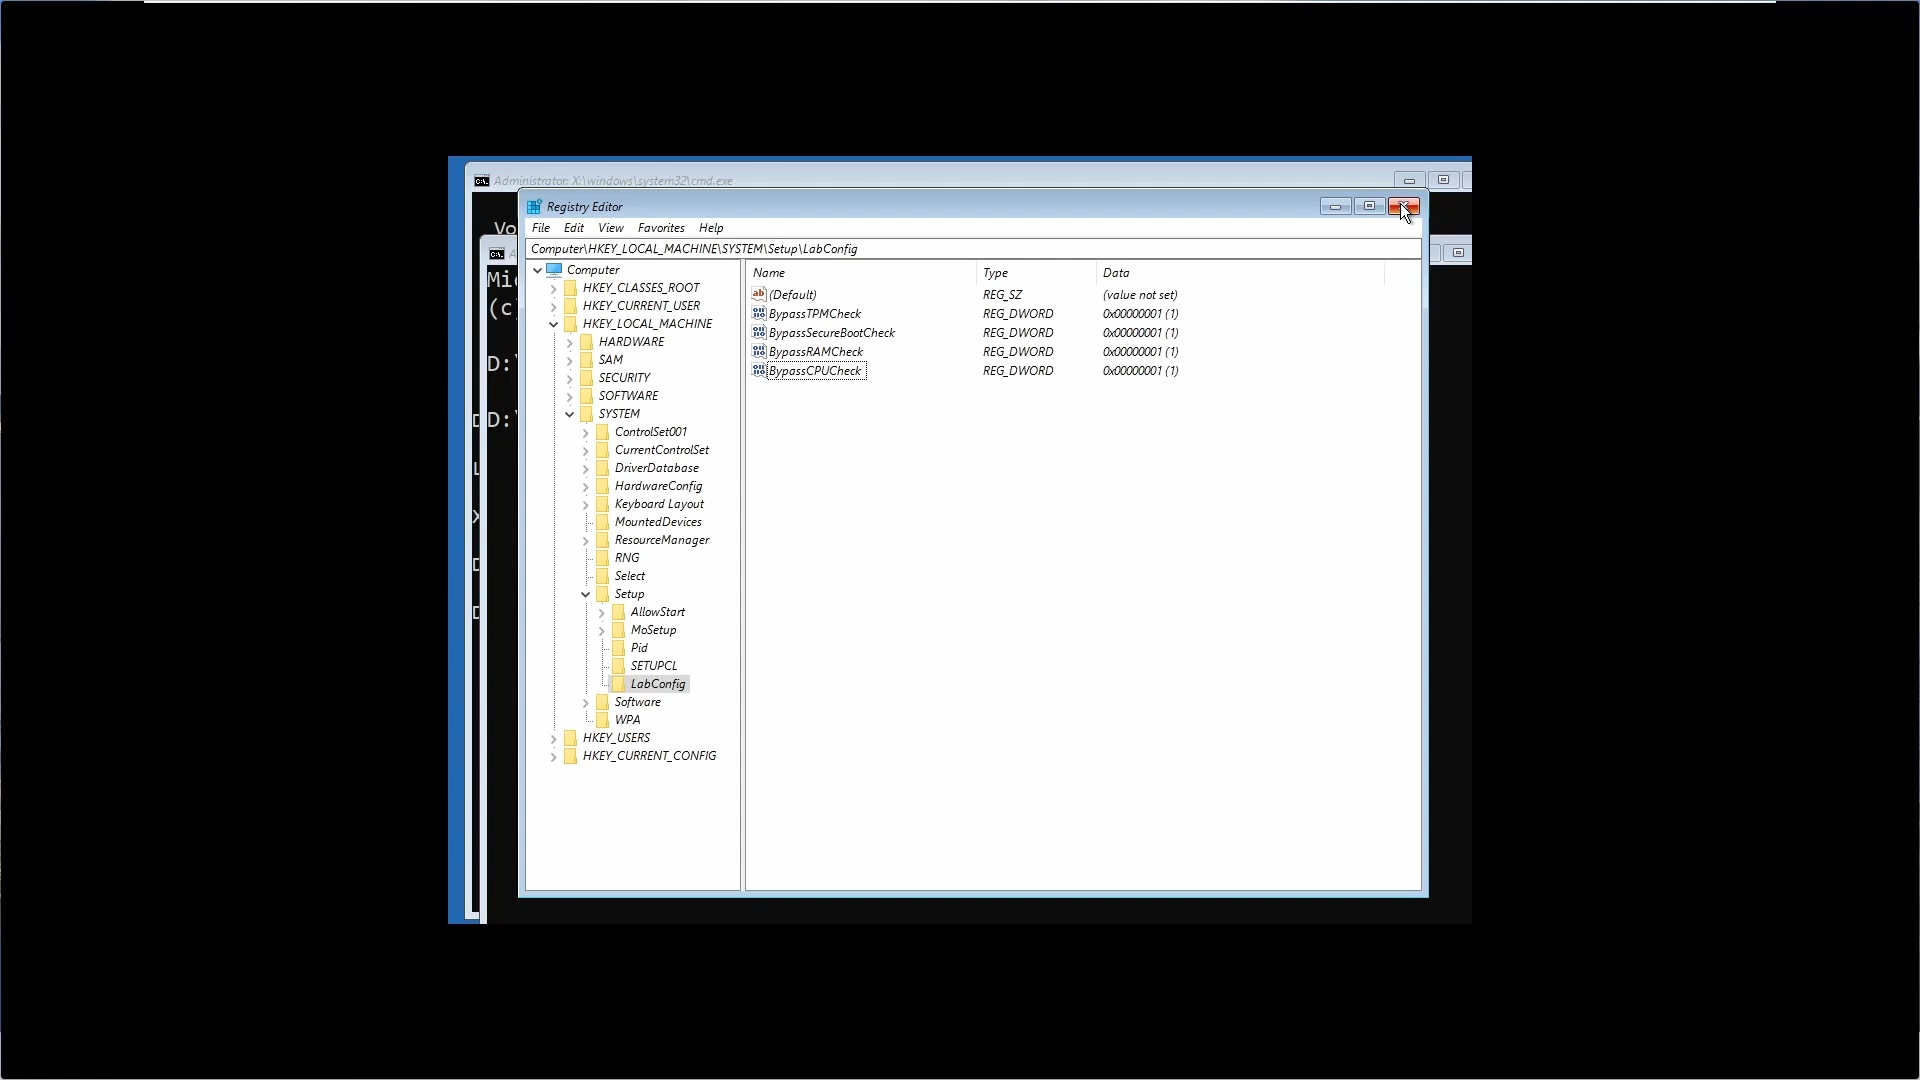 Administrator: X:\windows\system32\cmd.exe
Registry Editor
File Edit View Favorites Help
Computer\HKEY_LOCAL_MACHINE\SYSTEM\Setup\LabConfig
Computer
HKEY_CLASSES_ROOT
HKEY_CURRENT_USER
HKEY_LOCAL_MACHINE
HARDWARE
SAM
SECURITY
SOFTWARE
SYSTEM
ControlSet001
CurrentControlSet
DriverDatabase
HardwareConfig
Keyboard Layout
MountedDevices
ResourceManager
RNG
Select
Setup
AllowStart
MoSetup
Pid
SETUPCL
LabConfig
Software
WPA
HKEY_USERS
HKEY_CURRENT_CONFIG
Name Type Data
(Default) REG_SZ (value not set)
BypassTPMCheck REG_DWORD 0x00000001 (1)
BypassSecureBootCheck REG_DWORD 0x00000001 (1)
BypassRAMCheck REG_DWORD 0x00000001 (1)
BypassCPUCheck REG_DWORD 0x00000001 (1)
Vo
(c
D:\
D:\